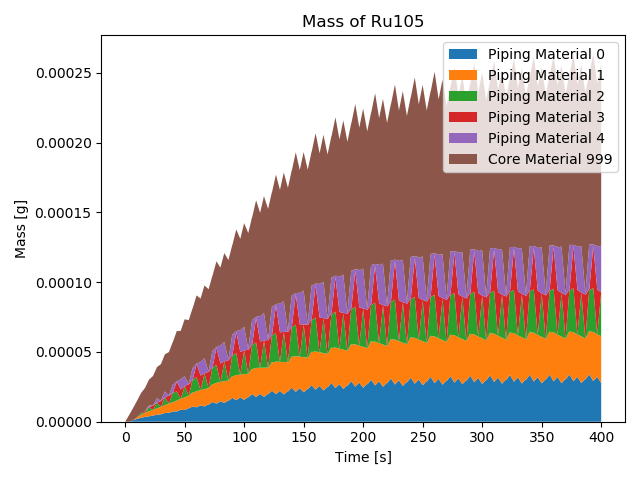 Mass of Ru105
Mass [g]
0.00025
0.00020
0.00015
0.00010
0.00005
0.00000
Piping Material 0
Piping Material 1
Piping Material 2
Piping Material 3
Piping Material 4
Core Material 999
0 50 100 150 200 250 300 350 400
Time [s]